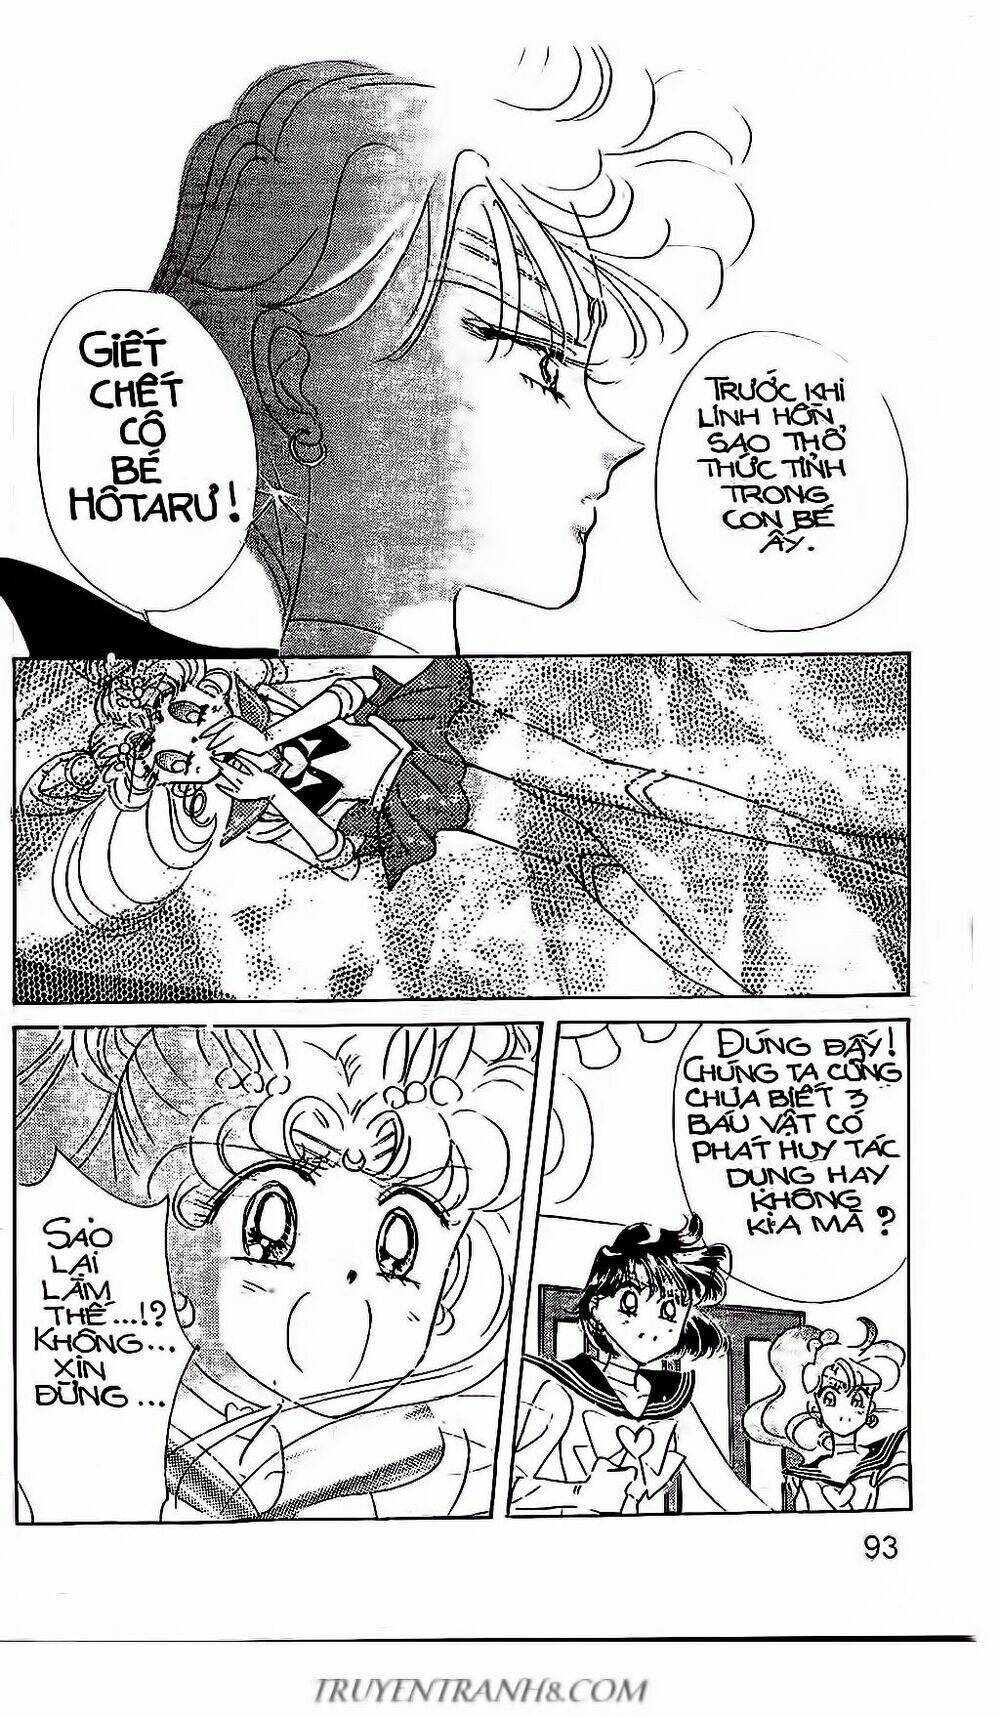 TRƯỚC KHI
LINH HỒN
SAO THỔ
THỨC TỈNH
TRONG
CON BÉ
ẤY.
GIẾT
CHẾT
CÔ
BÉ
HÔTARƯ!
ĐÚNG ĐẤY!
CHÚNG TA CŨNG
CHƯA BIẾT 3
BÁU VẬT CÓ
PHÁT HUY TÁC
DỤNG HAY
KHÔNG
KIA MÀ?
SAO
LẠI
LÀM
THẾ...!?
KHÔNG...
XIN
ĐỪNG...
93
TRUYENTRANH8.COM